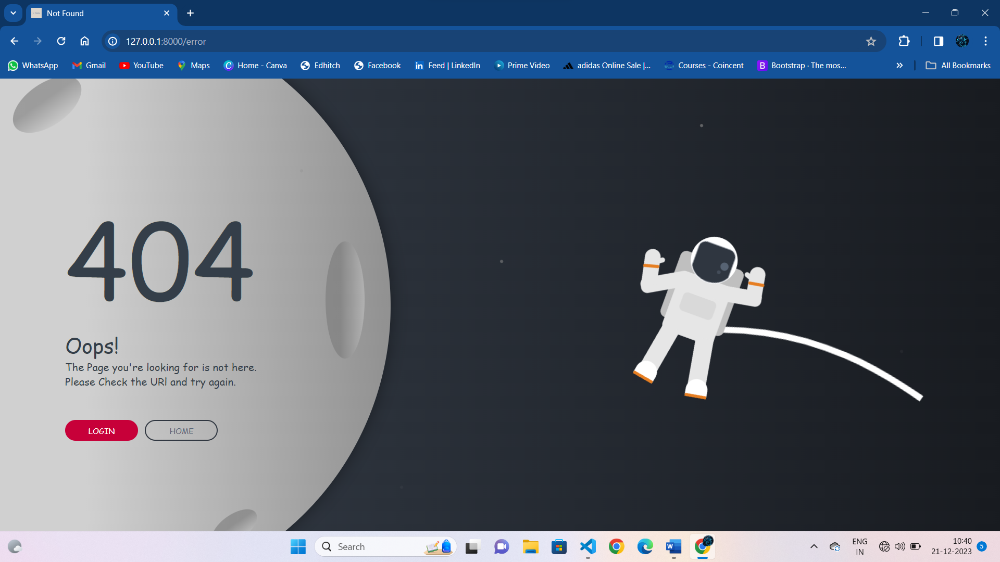 Not Found
127.0.0.1:8000/error
WhatsApp
Gmail
YouTube
Maps
Home - Canva
Edhitch
Facebook
Feed | LinkedIn
Prime Video
adidas Online Sale |...
Courses - Coincent
B
Bootstrap · The mos...
All Bookmarks
404
Oops!
The Page you're looking for is not here.
Please Check the URl and try again.
LOGIN
HOME
Search
ENG
IN
10:40
21-12-2023
5